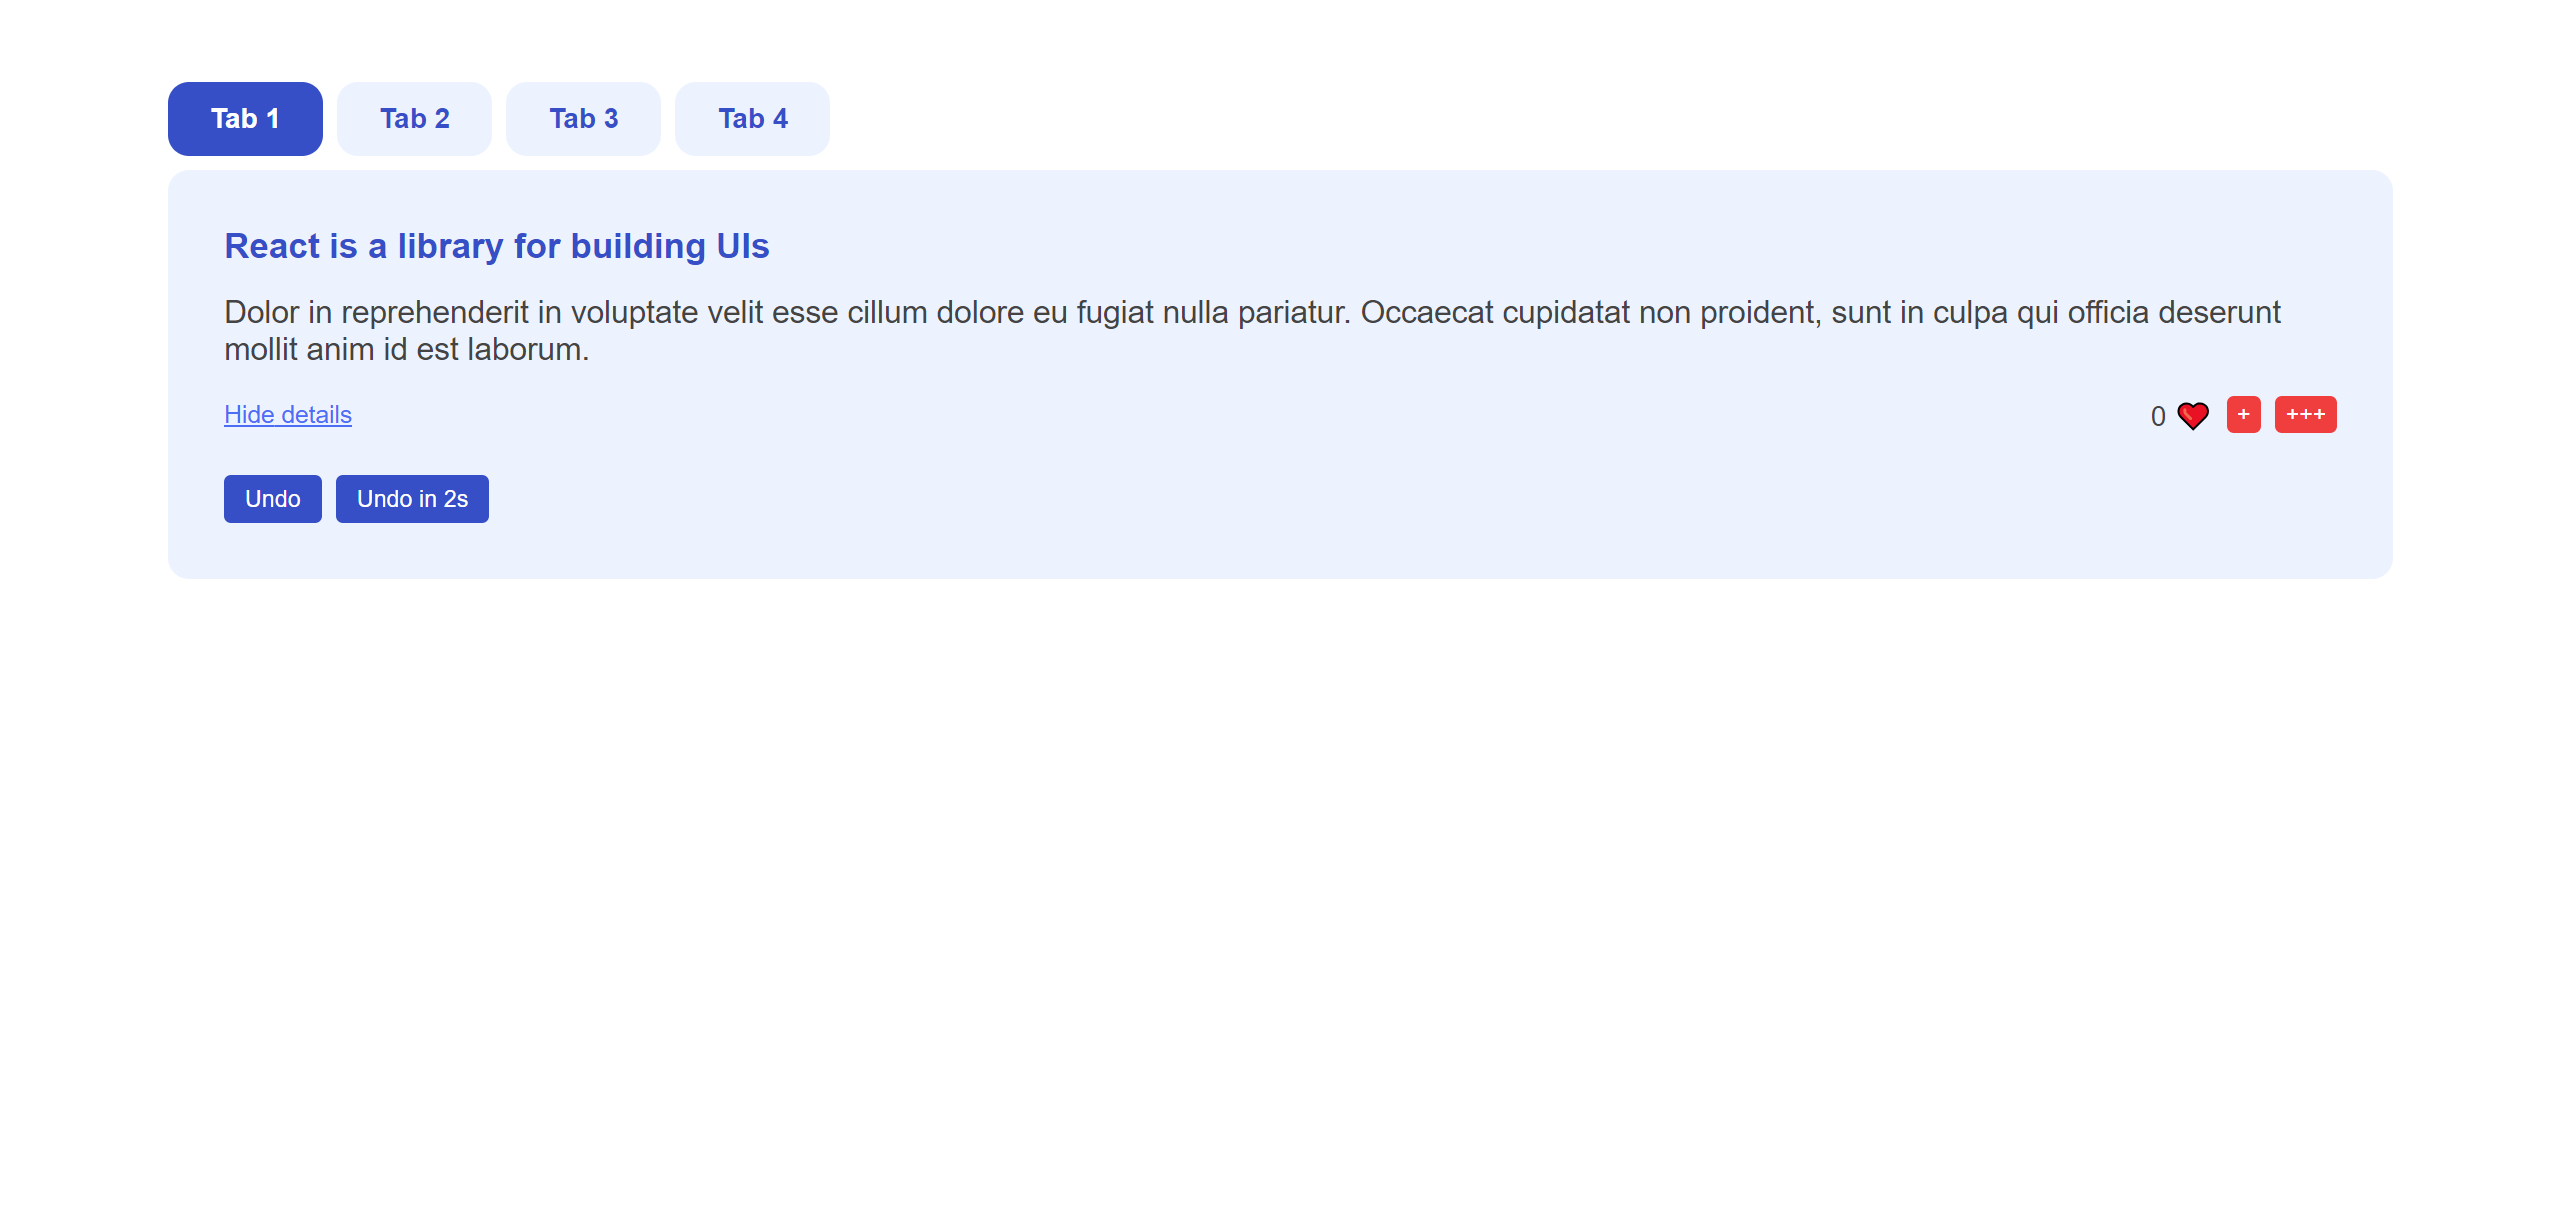 Tab 1 Tab 2 Tab 3 Tab 4
React is a library for building UIs
Dolor in reprehenderit in voluptate velit esse cillum dolore eu fugiat nulla pariatur. Occaecat cupidatat non proident, sunt in culpa qui officia deserunt
mollit anim id est laborum.
Hide details 0 ❤️ + +++
Undo Undo in 2s